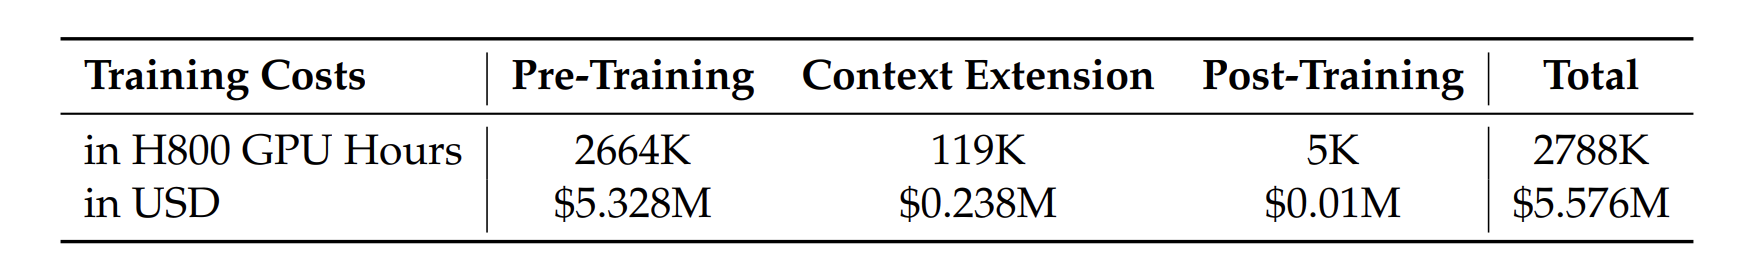 Training Costs Pre-Training Context Extension Post-Training Total
in H800 GPU Hours 2664K 119K 5K 2788K
in USD $5.328M $0.238M $0.01M $5.576M